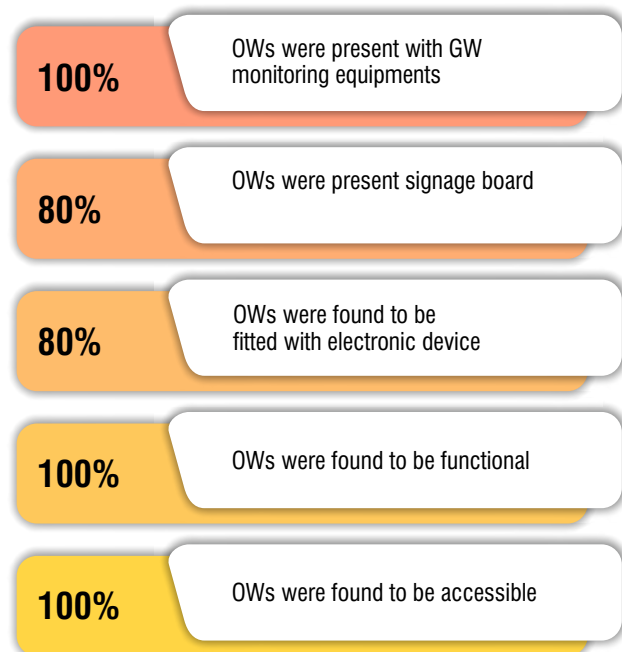 100%
OWs were present with GW
monitoring equipments
80%
OWs were present signage board
80%
OWs were found to be
fitted with electronic device
100%
OWs were found to be functional
100%
OWs were found to be accessible